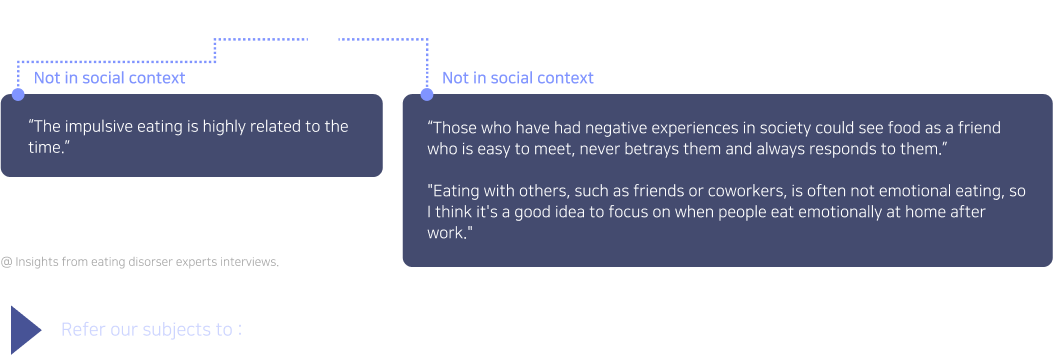 Not in social context
“The impulsive eating is highly related to the
time.”
Not in social context
“Those who have had negative experiences in society could see food as a friend
who is easy to meet, never betrays them and always responds to them.“
"Eating with others, such as friends or coworkers, is often not emotional eating, so
I think it's a good idea to focus on when people eat emotionally at home after
work."
@ Insights from eating disorser experts interviews.
Refer our subjects to :